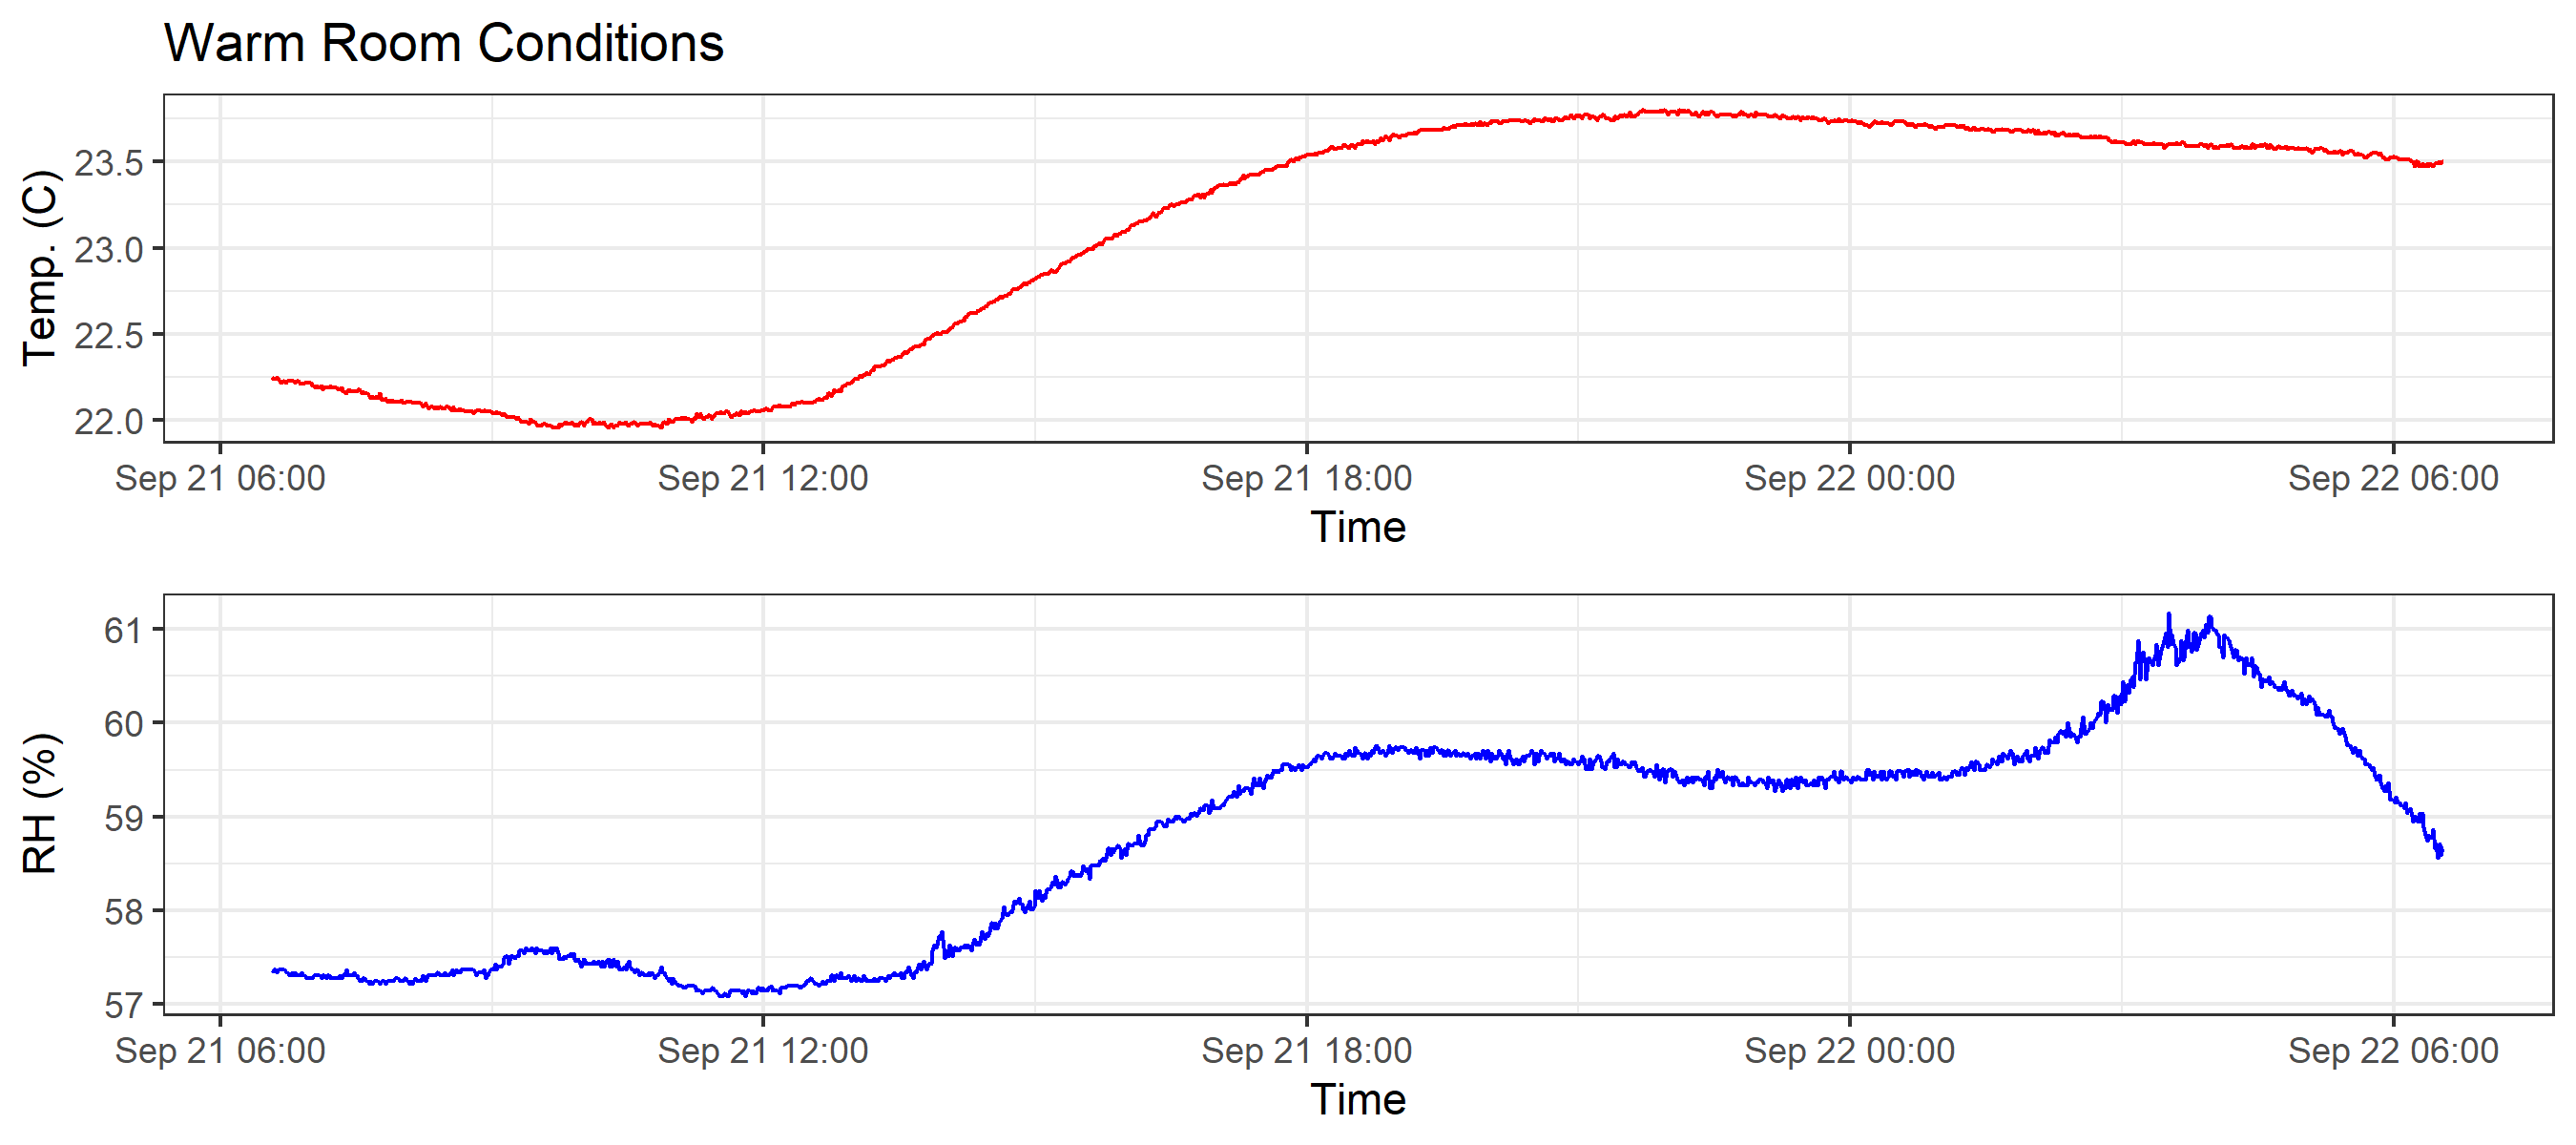 Warm Room Conditions
Temp. (C)
23.5
23.0
22.5
22.0
Sep 21 06:00 Sep 21 12:00 Sep 21 18:00 Sep 22 00:00 Sep 22 06:00
Time
RH (%)
61
60
59
58
57
Sep 21 06:00 Sep 21 12:00 Sep 21 18:00 Sep 22 00:00 Sep 22 06:00
Time